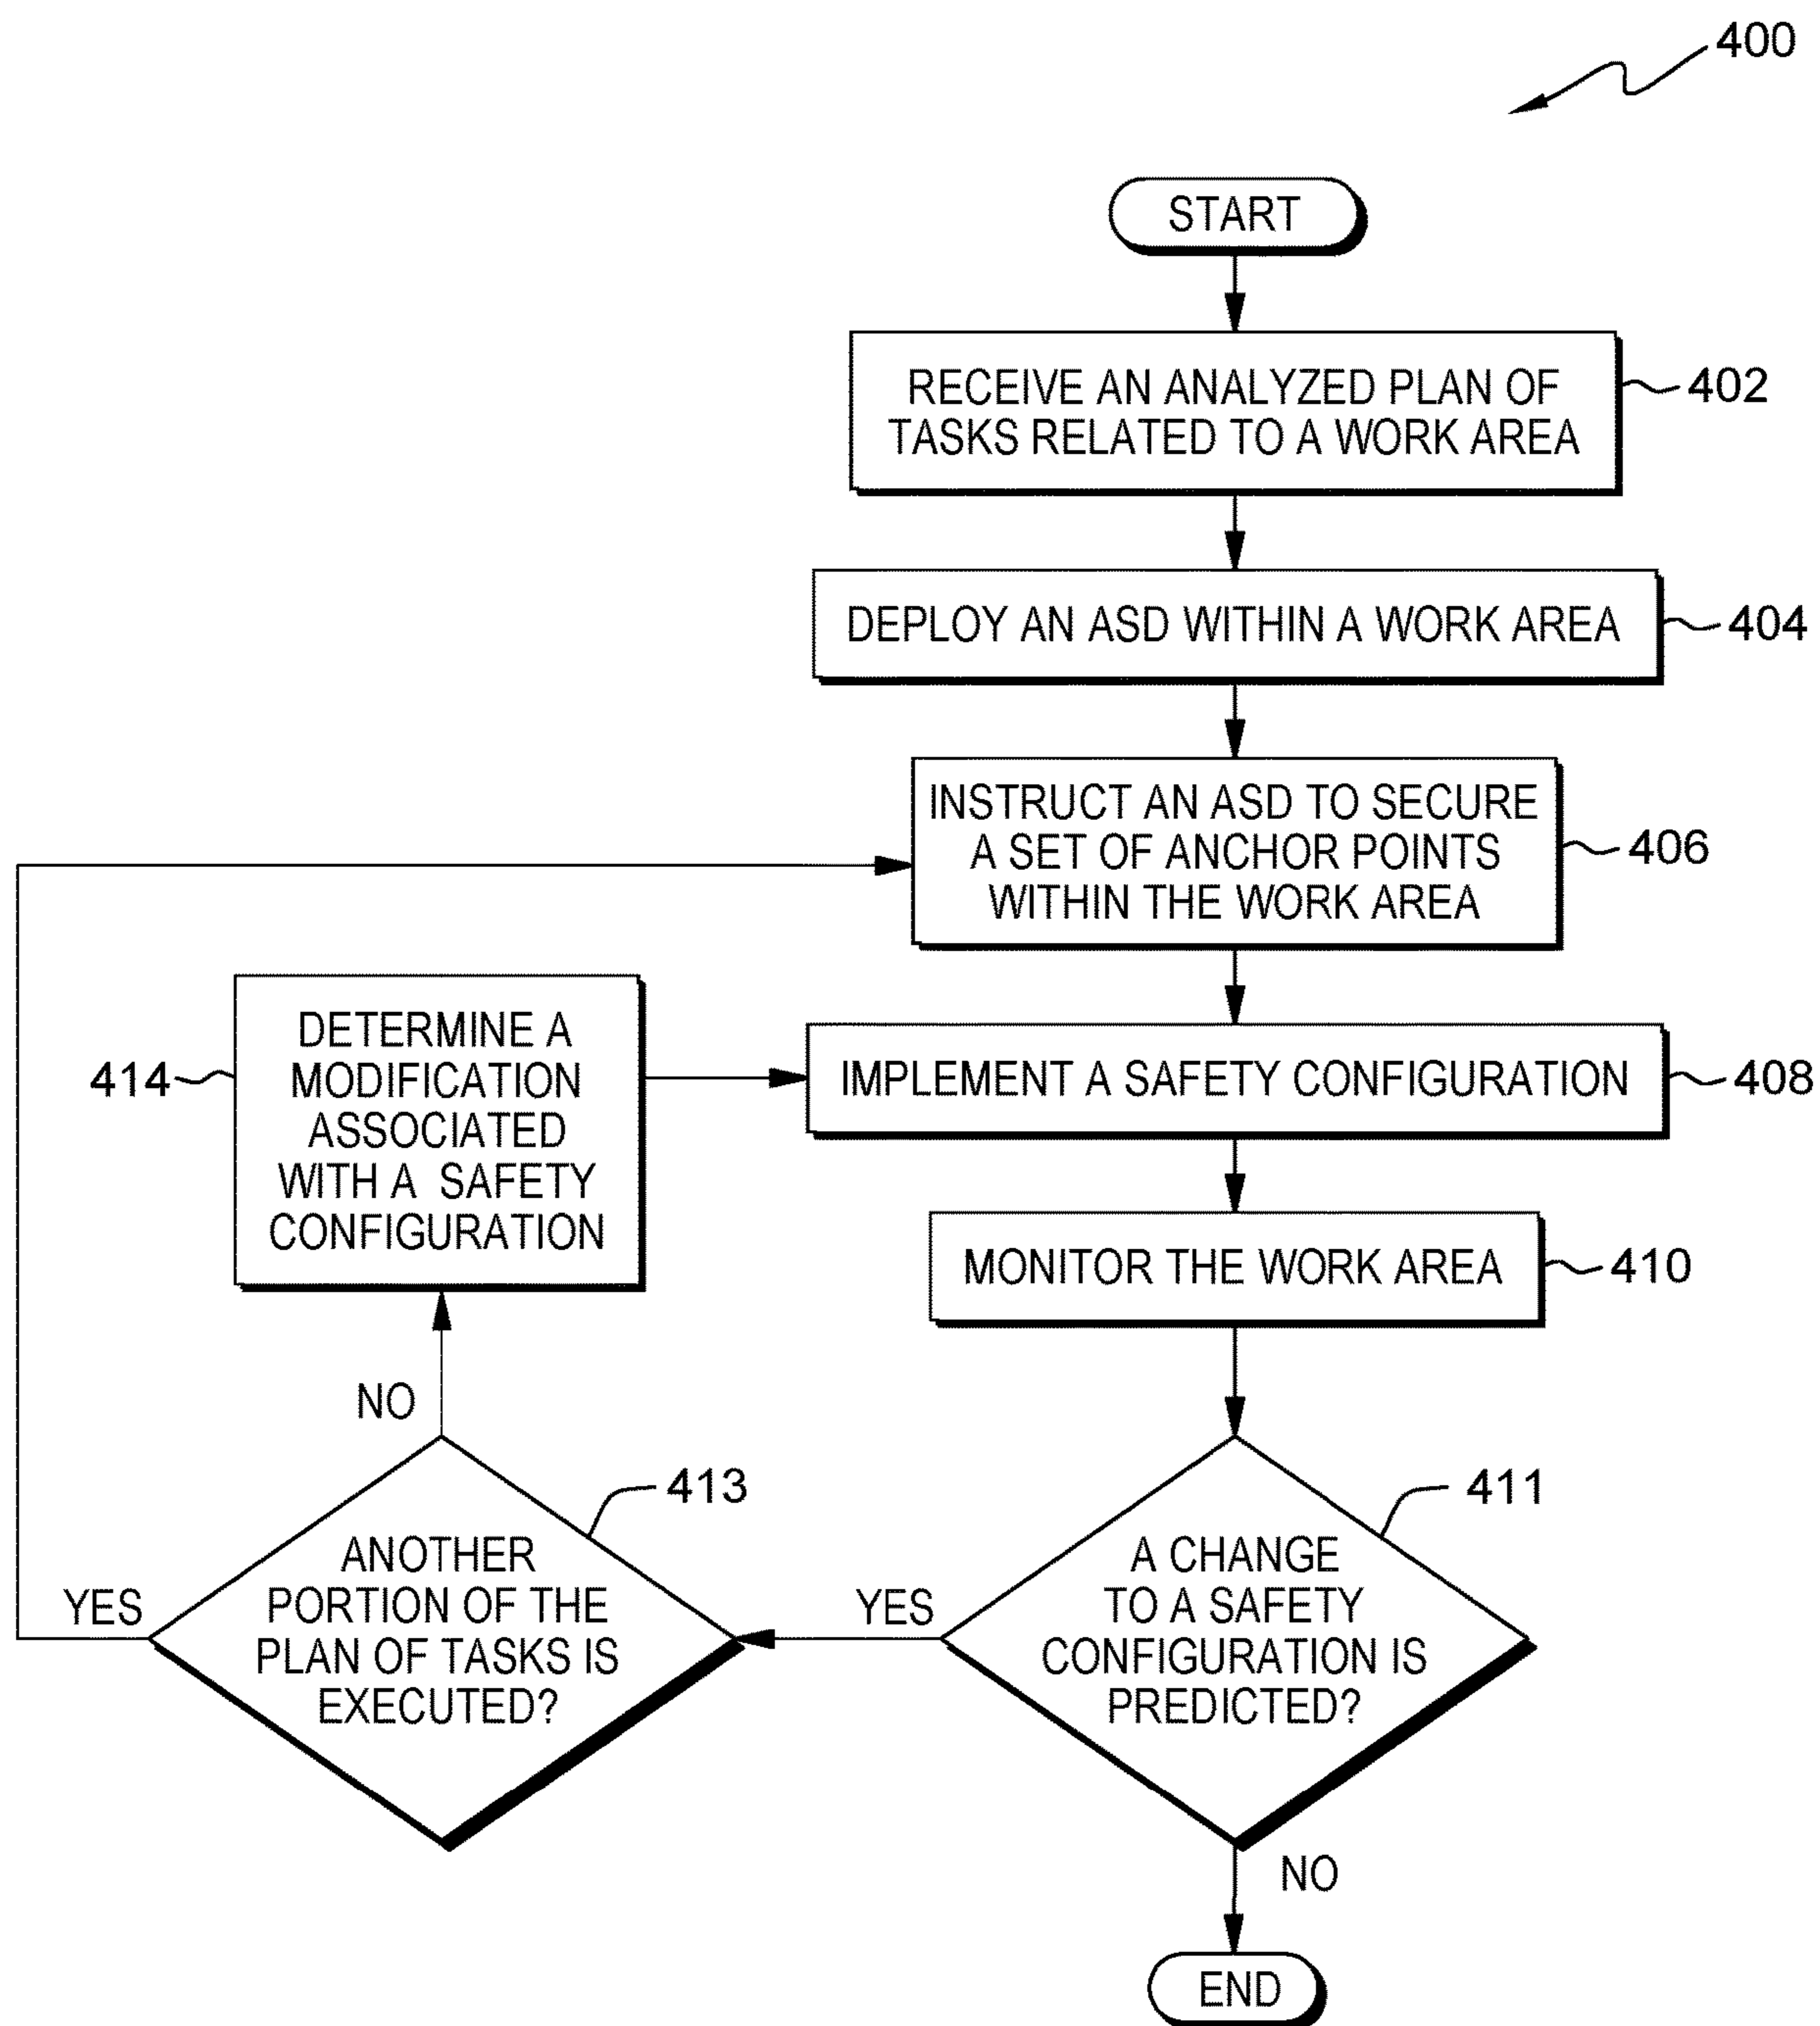 400
START
RECEIVE AN ANALYZED PLAN OF
TASKS RELATED TO A WORK AREA
402
DEPLOY AN ASD WITHIN A WORK AREA
404
INSTRUCT AN ASD TO SECURE
A SET OF ANCHOR POINTS
WITHIN THE WORK AREA
406
DETERMINE A
MODIFICATION
ASSOCIATED
WITH A SAFETY
CONFIGURATION
414
IMPLEMENT A SAFETY CONFIGURATION
408
MONITOR THE WORK AREA
410
NO
413
ANOTHER
PORTION OF THE
PLAN OF TASKS IS
EXECUTED?
YES
YES
411
A CHANGE
TO A SAFETY
CONFIGURATION IS
PREDICTED?
NO
END